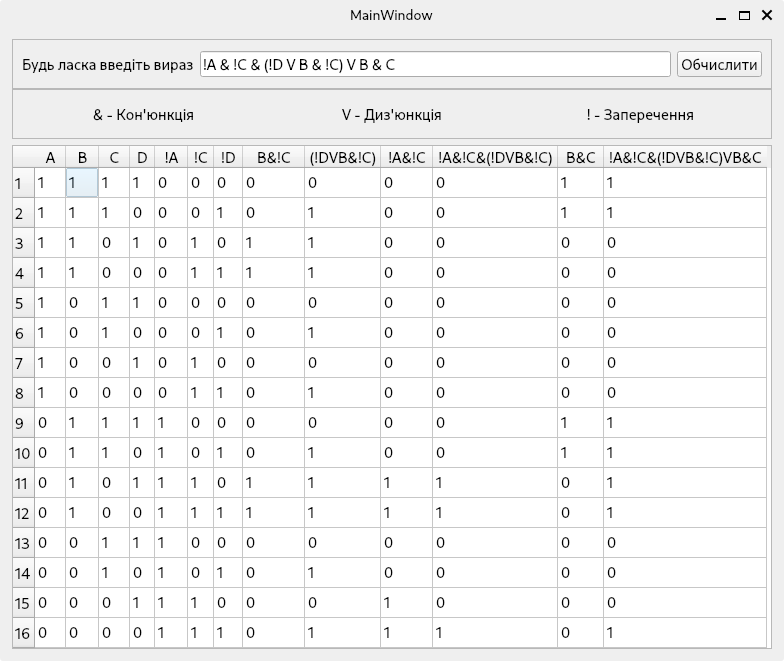 MainWindow
Будь ласка введіть вираз !A & !C & (!D V B & !C) V B & C Обчислити
& - Кон'юнкція V - Диз'юнкція ! - Заперечення
A B C D !A !C !D B&!C (!DVB&!C) !A&!C !A&!C&(!DVB&!C) B&C !A&!C&(!DVB&!C)VB&C
1 1 1 1 1 0 0 0 0 0 0 0 1 1
2 1 1 1 0 0 0 1 0 1 0 0 1 1
3 1 1 0 1 0 1 0 1 1 0 0 0 0
4 1 1 0 0 0 1 1 1 1 0 0 0 0
5 1 0 1 1 0 0 0 0 0 0 0 0 0
6 1 0 1 0 0 0 1 0 1 0 0 0 0
7 1 0 0 1 0 1 0 0 0 0 0 0 0
8 1 0 0 0 0 1 1 0 1 0 0 0 0
9 0 1 1 1 1 0 0 0 0 0 0 1 1
10 0 1 1 0 1 0 1 0 1 0 0 1 1
11 0 1 0 1 1 1 0 1 1 1 1 0 1
12 0 1 0 0 1 1 1 1 1 1 1 0 1
13 0 0 1 1 1 0 0 0 0 0 0 0 0
14 0 0 1 0 1 0 1 0 1 0 0 0 0
15 0 0 0 1 1 1 0 0 0 1 0 0 0
16 0 0 0 0 1 1 1 0 1 1 1 0 1